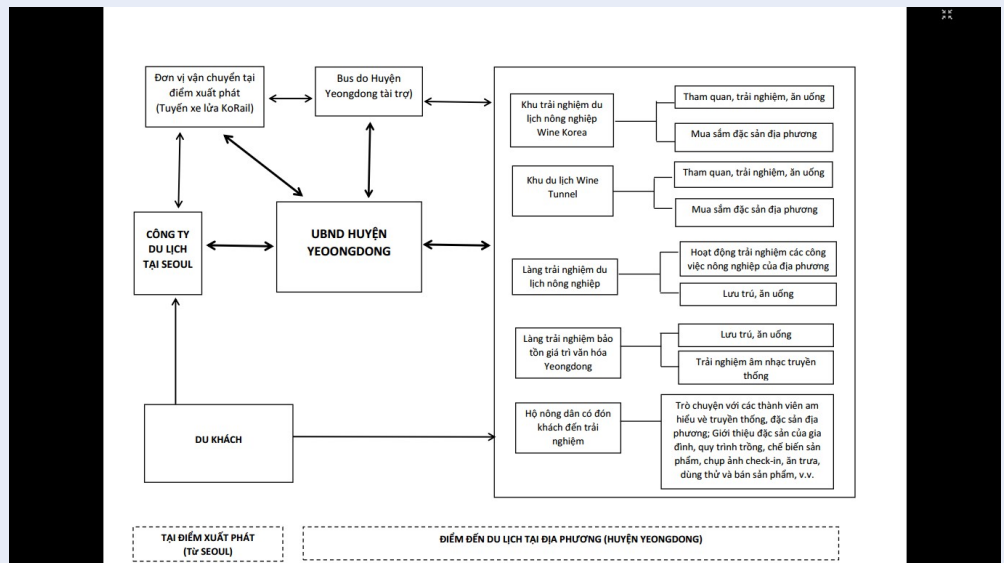 Đơn vị vận chuyển tại
điểm xuất phát
(Tuyến xe lửa KoRail)
Bus do Huyện
Yeongdong tài trợ)
CÔNG TY
DU LỊCH
TẠI SEOUL
UBND HUYỆN
YEOONGDONG
DU KHÁCH
Khu trải nghiệm du
lịch nông nghiệp
Wine Korea
Tham quan, trải nghiệm, ăn uống
Mua sắm đặc sản địa phương
Khu du lịch Wine
Tunnel
Tham quan, trải nghiệm, ăn uống
Mua sắm đặc sản địa phương
Làng trải nghiệm du
lịch nông nghiệp
Hoạt động trải nghiệm các công
việc nông nghiệp của địa phương
Lưu trú, ăn uống
Làng trải nghiệm bảo
tồn giá trì văn hóa
Yeongdong
Lưu trú, ăn uống
Trải nghiệm âm nhạc truyền
thống
Hộ nông dân có đón
khách đến trải
nghiệm
Trò chuyện với các thành viên am
hiểu vè truyền thống, đặc sản địa
phương; Giới thiệu đặc sản của gia
đình, quy trình trồng, chế biến sản
phẩm, chụp ảnh check-in, ăn trưa,
dùng thử và bán sản phẩm, v.v.
TẠI ĐIỂM XUẤT PHÁT
(Từ SEOUL)
ĐIỂM ĐẾN DU LỊCH TẠI ĐỊA PHƯƠNG (HUYỆN YEONGDONG)